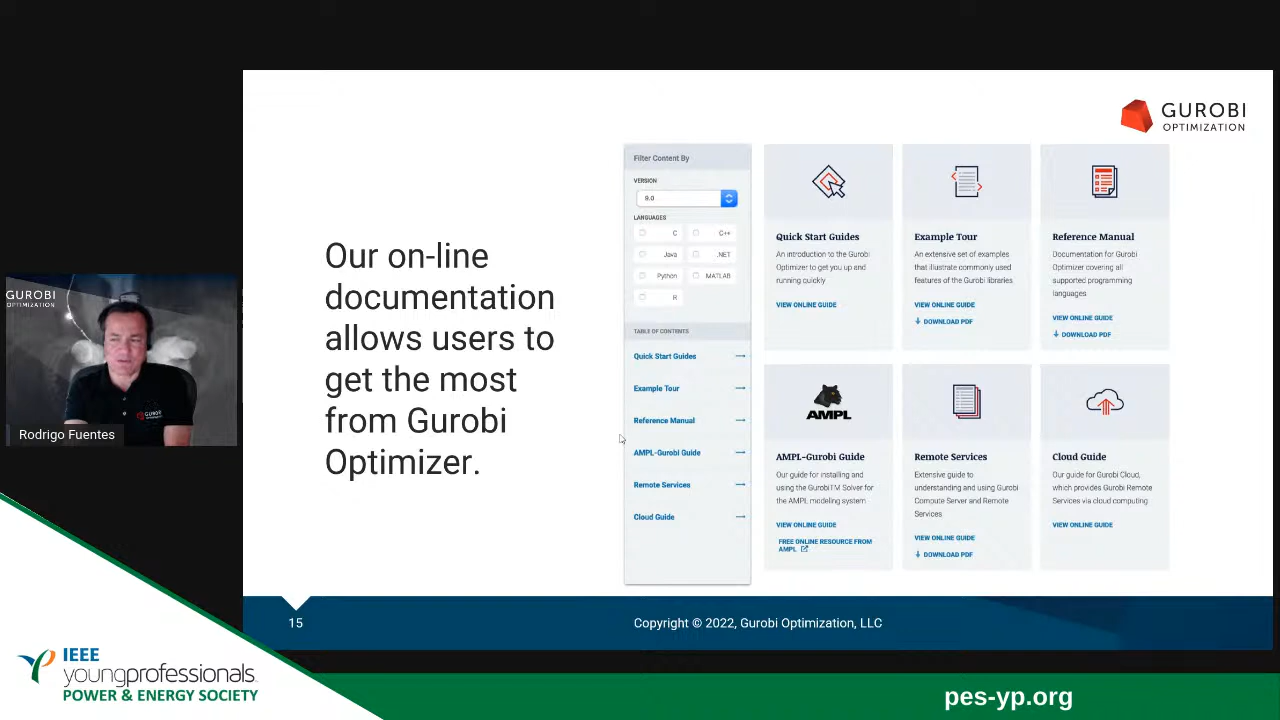 GUROBI
OPTIMIZATION
Our on-line
documentation
allows users to
get the most
from Gurobi
Optimizer.
Filter Content By
VERSION
9.0
LANGUAGES
C
C++
Java
.NET
Python
MATLAB
R
TABLE OF CONTENTS
Quick Start Guides
Example Tour
Reference Manual
AMPL-Gurobi Guide
Remote Services
Cloud Guide
Quick Start Guides
An introduction to the Gurobi
Optimizer to get you up and
running quickly
VIEW ONLINE GUIDE
Example Tour
An extensive set of examples
that illustrate commonly used
features of the Gurobi libraries
VIEW ONLINE GUIDE
DOWNLOAD PDF
Reference Manual
Documentation for Gurobi
Optimizer covering all
supported programming
languages
VIEW ONLINE GUIDE
DOWNLOAD PDF
AMPL
AMPL-Gurobi Guide
Our guide for installing and
using the GurobiTM Solver for
the AMPL modeling system
VIEW ONLINE GUIDE
FREE ONLINE RESOURCE FROM
AMPL
Remote Services
Extensive guide to
understanding and using Gurobi
Compute Server and Remote
Services
VIEW ONLINE GUIDE
DOWNLOAD PDF
Cloud Guide
Our guide for Gurobi Cloud,
which provides Gurobi Remote
Services via cloud computing
VIEW ONLINE GUIDE
GUROBI
OPTIMIZATION
GUROBI
Rodrigo Fuentes
15
Copyright © 2022, Gurobi Optimization, LLC
IEEE
youngprofessionals
POWER & ENERGY SOCIETY
pes-yp.org